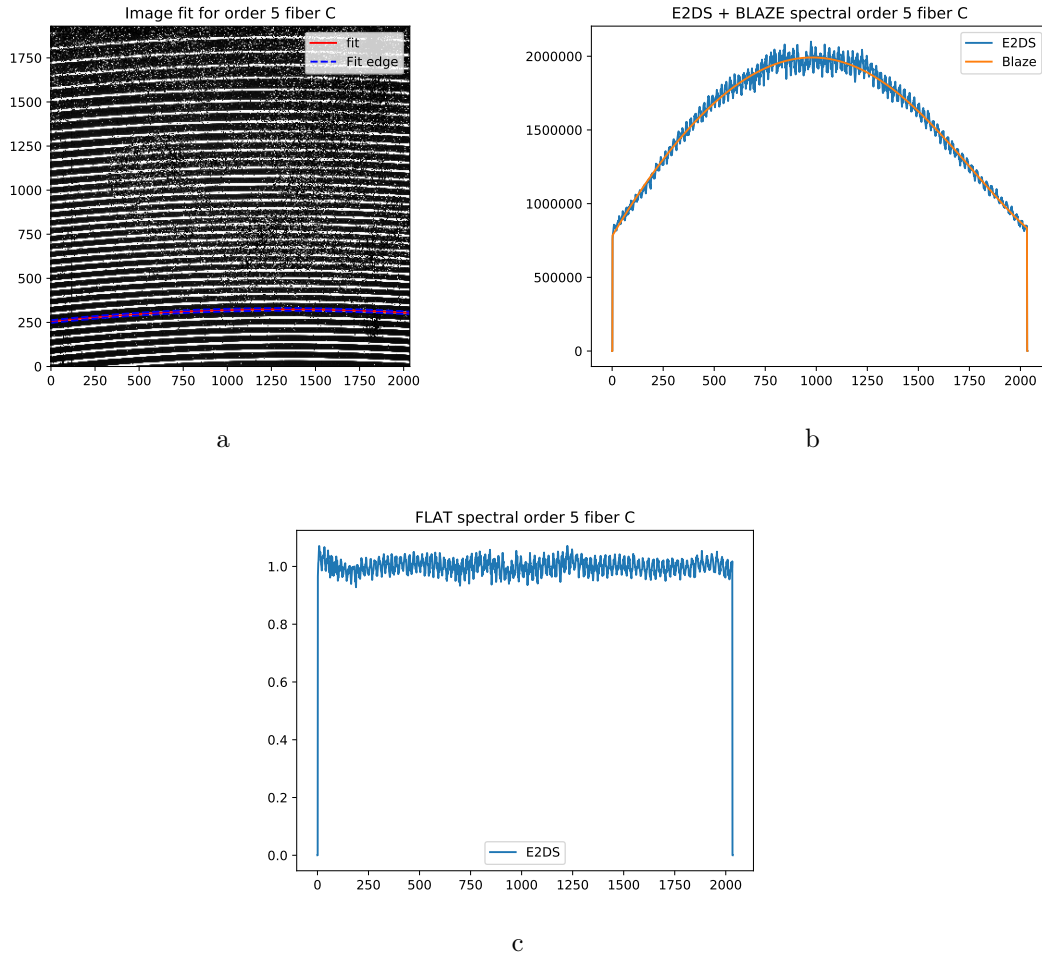 Image fit for order 5 fiber C
fit
Fit edge
1750
1500
1250
1000
750
500
250
0
0 250 500 750 1000 1250 1500 1750 2000
a
E2DS + BLAZE spectral order 5 fiber C
E2DS
Blaze
2000000
1500000
1000000
500000
0
0 250 500 750 1000 1250 1500 1750 2000
b
FLAT spectral order 5 fiber C
1.0
0.8
0.6
0.4
0.2
0.0
E2DS
0 250 500 750 1000 1250 1500 1750 2000
c